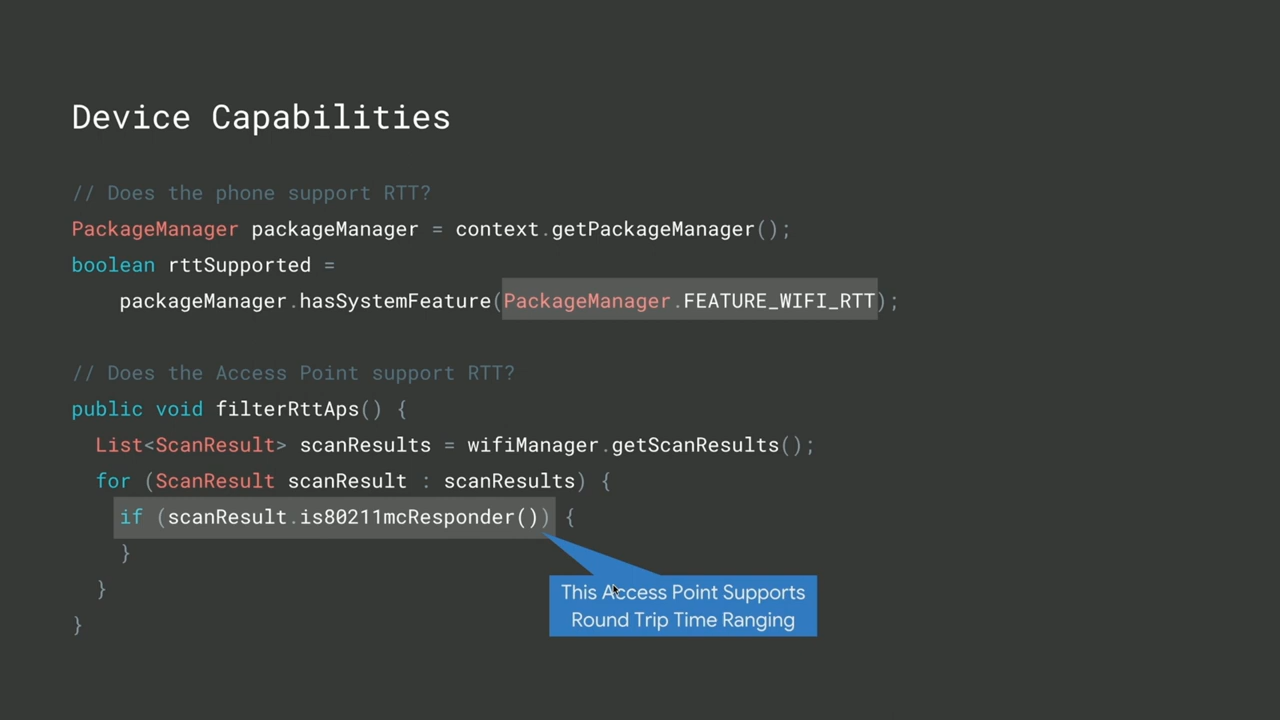 Device Capabilities
// Does the phone support RTT?
PackageManager packageManager = context.getPackageManager();
boolean rttSupported =
    packageManager.hasSystemFeature(PackageManager.FEATURE_WIFI_RTT);
// Does the Access Point support RTT?
public void filterRttAps() {
  List<ScanResult> scanResults = wifiManager.getScanResults();
  for (ScanResult scanResult : scanResults) {
    if (scanResult.is80211mcResponder()) {
    }
  }
}
This Access Point Supports
Round Trip Time Ranging